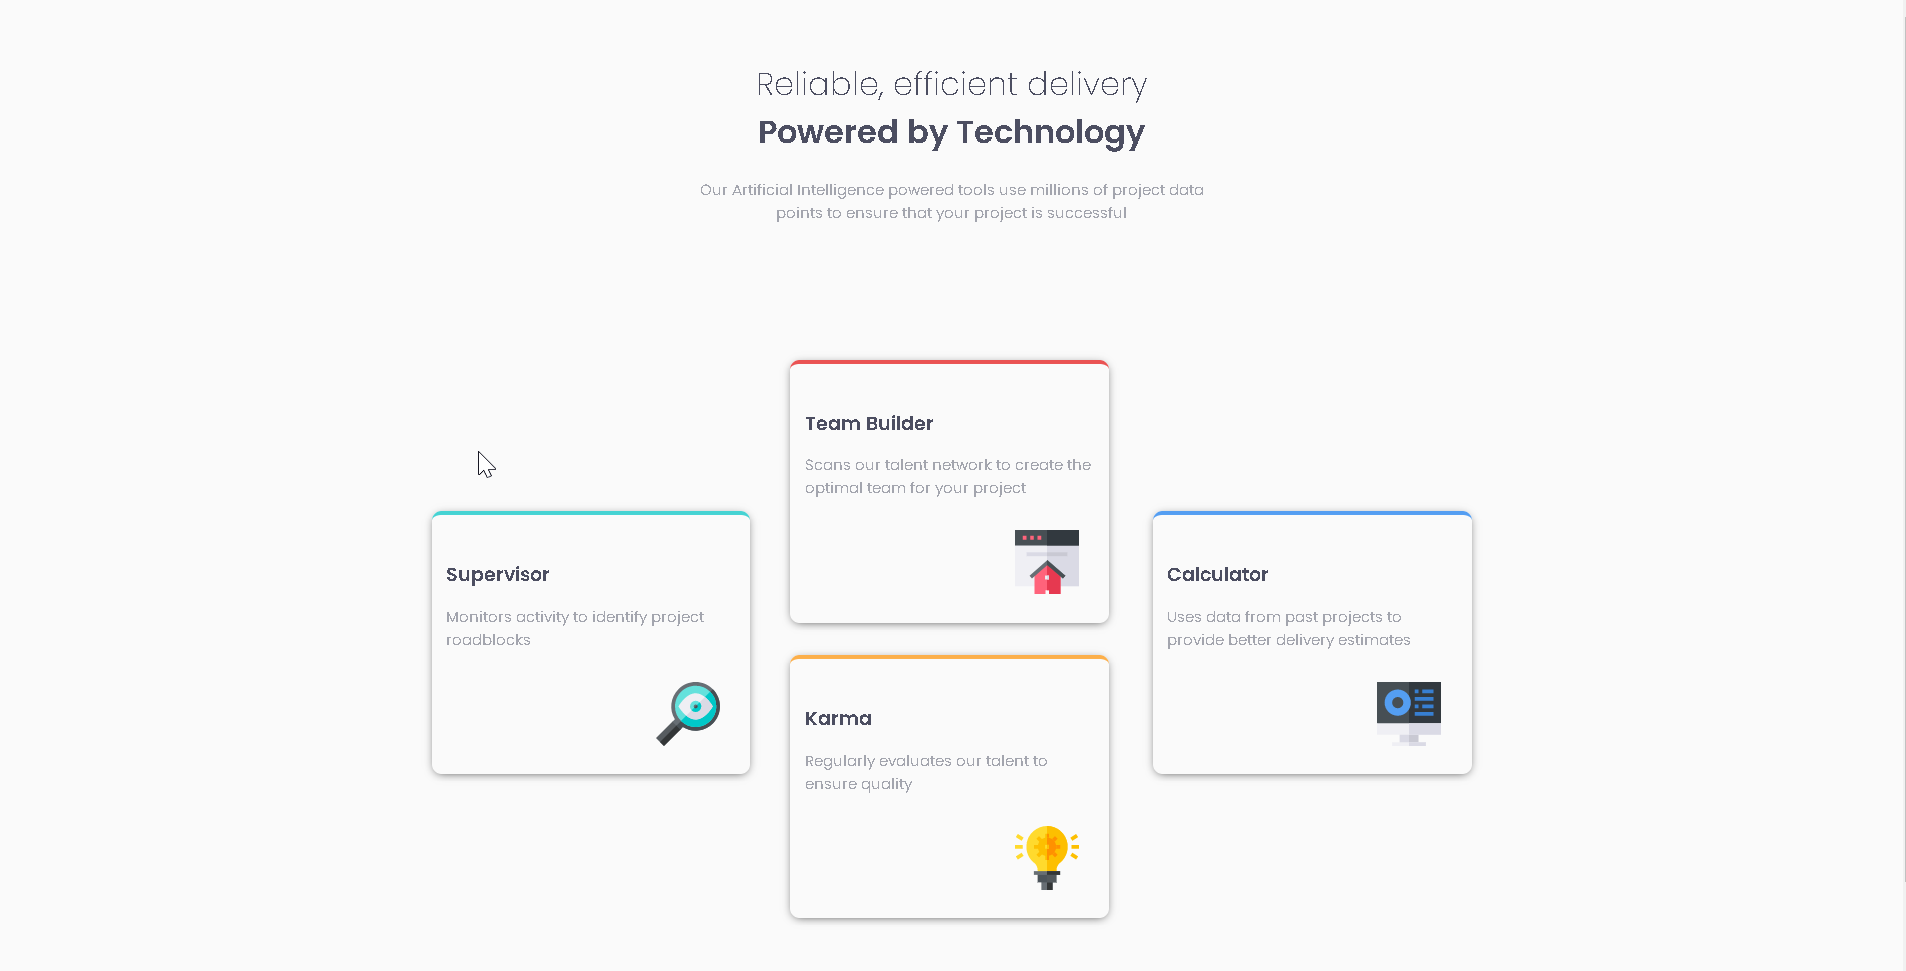 Reliable, efficient delivery
Powered by Technology
Our Artificial Intelligence powered tools use millions of project data
points to ensure that your project is successful
Team Builder
Scans our talent network to create the
optimal team for your project
Supervisor
Monitors activity to identify project
roadblocks
Calculator
Uses data from past projects to
provide better delivery estimates
Karma
Regularly evaluates our talent to
ensure quality